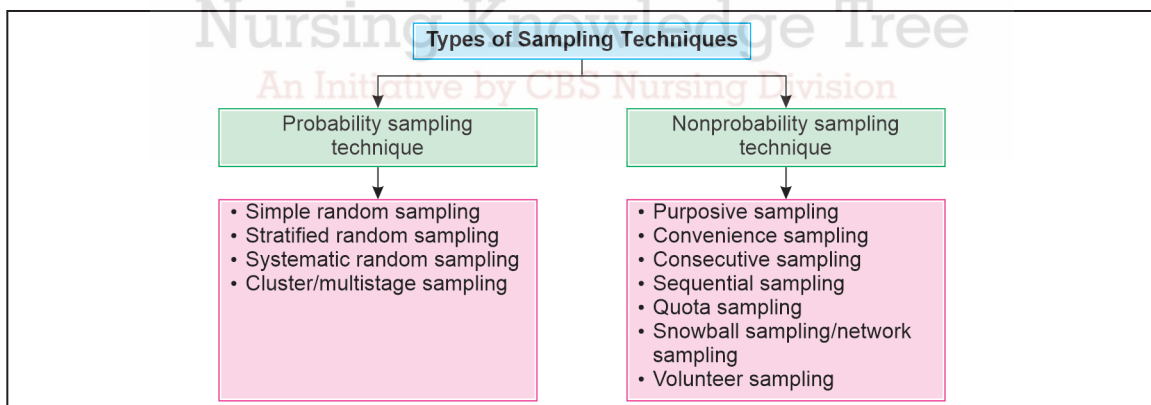 Nursing Knowledge Tree
An Initiative by CBS Nursing Division
Types of Sampling Techniques
Probability sampling
technique
Nonprobability sampling
technique
• Simple random sampling
• Stratified random sampling
• Systematic random sampling
• Cluster/multistage sampling
• Purposive sampling
• Convenience sampling
• Consecutive sampling
• Sequential sampling
• Quota sampling
• Snowball sampling/network
sampling
• Volunteer sampling